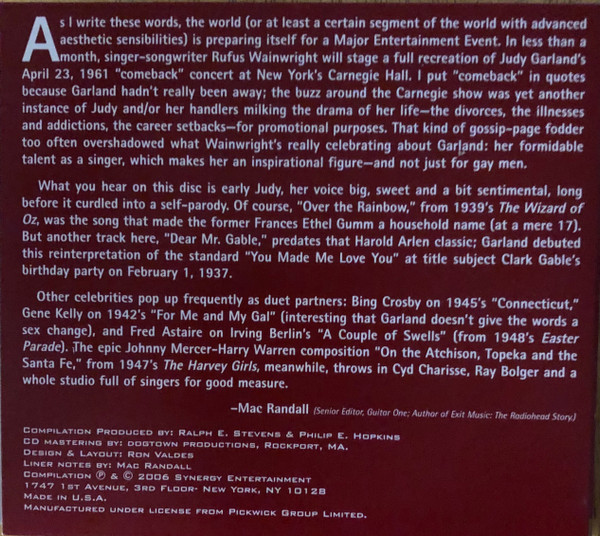 As I write these words, the world (or at least a certain segment of the world with advanced
aesthetic sensibilities) is preparing itself for a Major Entertainment Event. In less than a
month, singer-songwriter Rufus Wainwright will stage a full recreation of Judy Garland's
April 23, 1961 "comeback" concert at New York's Carnegie Hall. I put "comeback" in quotes
because Garland hadn't really been away; the buzz around the Carnegie show was yet another
instance of Judy and/or her handlers milking the drama of her life—the divorces, the illnesses
and addictions, the career setbacks—for promotional purposes. That kind of gossip-page fodder
too often overshadowed what Wainwright's really celebrating about Garland: her formidable
talent as a singer, which makes her an inspirational figure—and not just for gay men.
What you hear on this disc is early Judy, her voice big, sweet and a bit sentimental, long
before it curdled into a self-parody. Of course, "Over the Rainbow," from 1939's The Wizard of
Oz, was the song that made the former Frances Ethel Gumm a household name (at a mere 17).
But another track here, "Dear Mr. Gable," predates that Harold Arlen classic; Garland debuted
this reinterpretation of the standard "You Made Me Love You" at title subject Clark Gable's
birthday party on February 1, 1937.
Other celebrities pop up frequently as duet partners: Bing Crosby on 1945's "Connecticut,"
Gene Kelly on 1942's "For Me and My Gal" (interesting that Garland doesn't give the words a
sex change), and Fred Astaire on Irving Berlin's "A Couple of Swells" (from 1948's Easter
Parade). The epic Johnny Mercer-Harry Warren composition "On the Atchison, Topeka and the
Santa Fe," from 1947's The Harvey Girls, meanwhile, throws in Cyd Charisse, Ray Bolger and a
whole studio full of singers for good measure.
–Mac Randall (Senior Editor, Guitar One; Author of Exit Music: The Radiohead Story.)
Compilation Produced by: Ralph E. Stevens & Philip E. Hopkins
CD mastering by: Dogtown Productions, Rockport, MA.
Design & Layout: Ron Valdes
Liner notes by: Mac Randall
Compilation ℗ & © 2006 Synergy Entertainment
1747 1st Avenue, 3rd Floor- New York, NY 10128
Made in U.S.A.
Manufactured under license from Pickwick Group Limited.